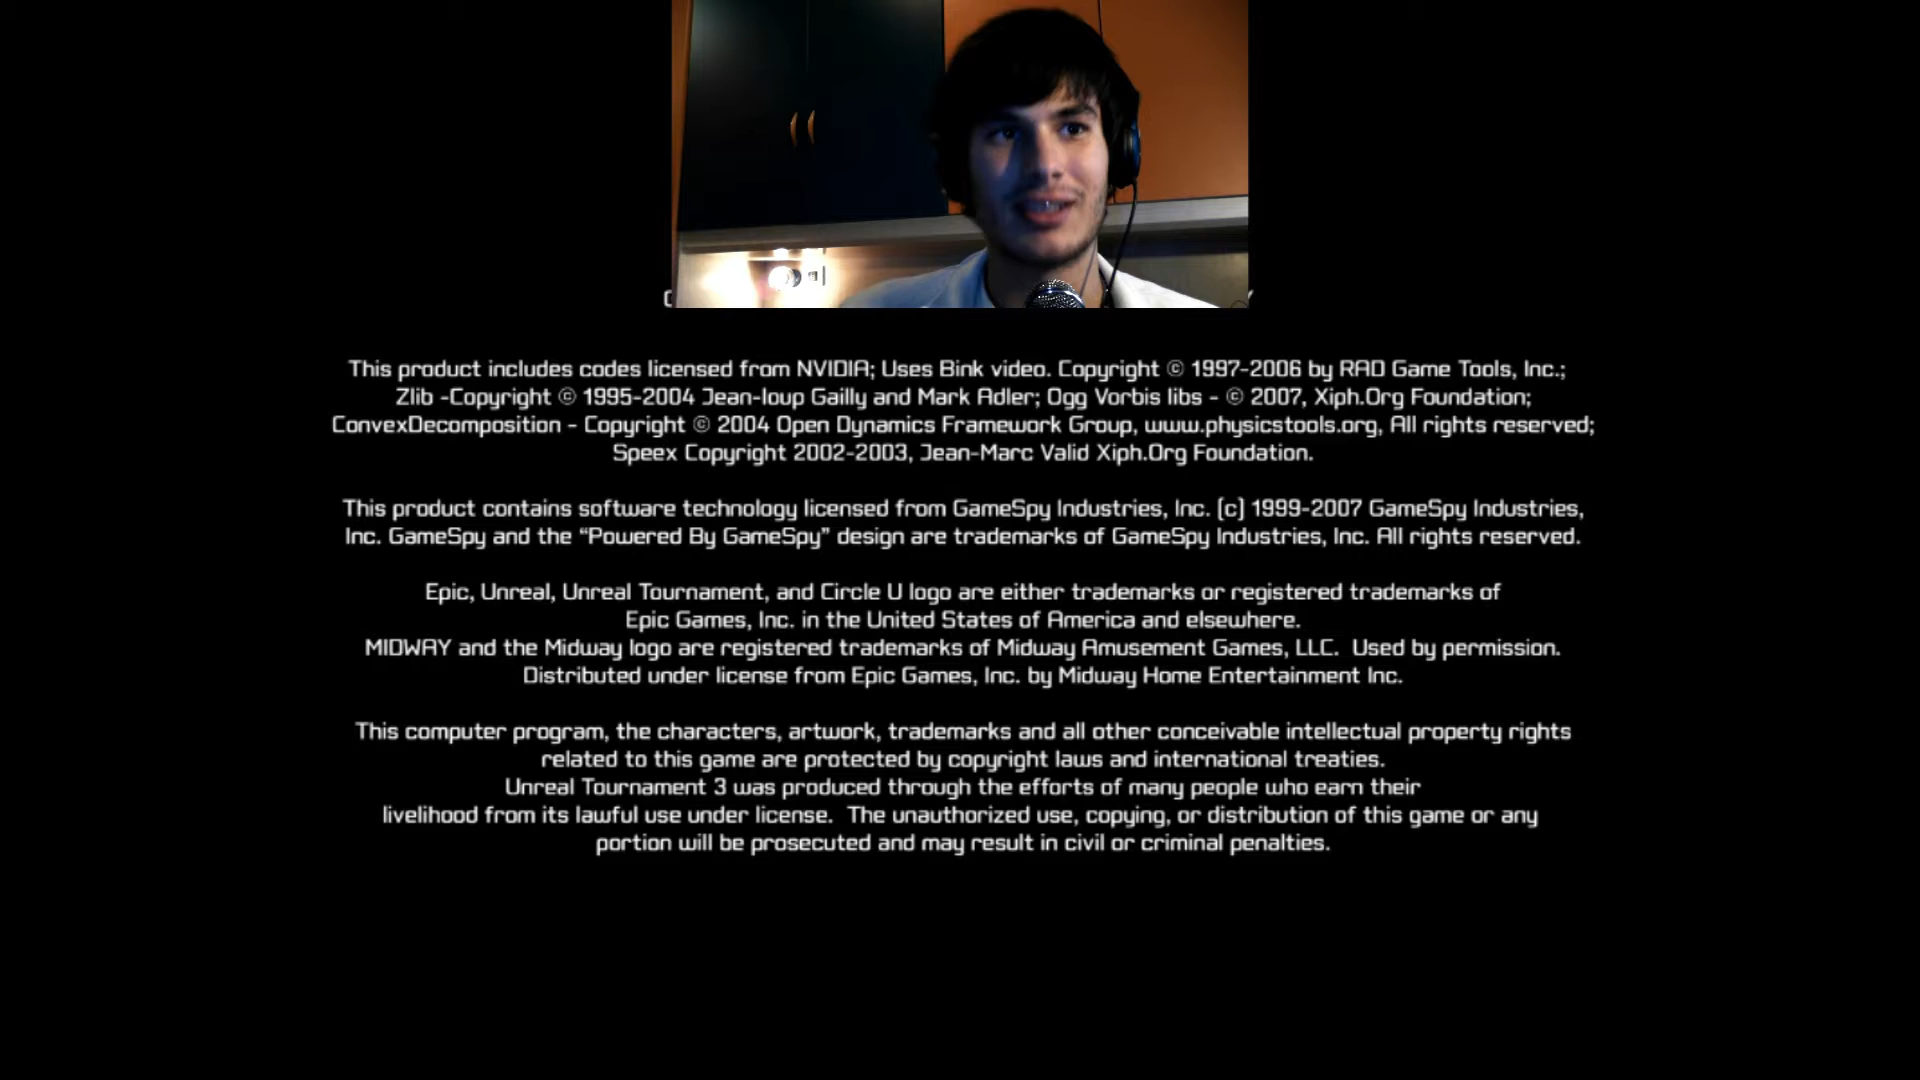 This product includes codes licensed from NVIDIA; Uses Bink video. Copyright © 1997-2006 by RAD Game Tools, Inc.;
Zlib -Copyright © 1995-2004 Jean-loup Gailly and Mark Adler; Ogg Vorbis libs - © 2007, Xiph.Org Foundation;
ConvexDecomposition - Copyright © 2004 Open Dynamics Framework Group, www.physicstools.org, All rights reserved;
Speex Copyright 2002-2003, Jean-Marc Valid Xiph.Org Foundation.
This product contains software technology licensed from GameSpy Industries, Inc. (c) 1999-2007 GameSpy Industries,
Inc. GameSpy and the “Powered By GameSpy” design are trademarks of GameSpy Industries, Inc. All rights reserved.
Epic, Unreal, Unreal Tournament, and Circle U logo are either trademarks or registered trademarks of
Epic Games, Inc. in the United States of America and elsewhere.
MIDWAY and the Midway logo are registered trademarks of Midway Amusement Games, LLC.  Used by permission.
Distributed under license from Epic Games, Inc. by Midway Home Entertainment Inc.
This computer program, the characters, artwork, trademarks and all other conceivable intellectual property rights
related to this game are protected by copyright laws and international treaties.
Unreal Tournament 3 was produced through the efforts of many people who earn their
livelihood from its lawful use under license.  The unauthorized use, copying, or distribution of this game or any
portion will be prosecuted and may result in civil or criminal penalties.